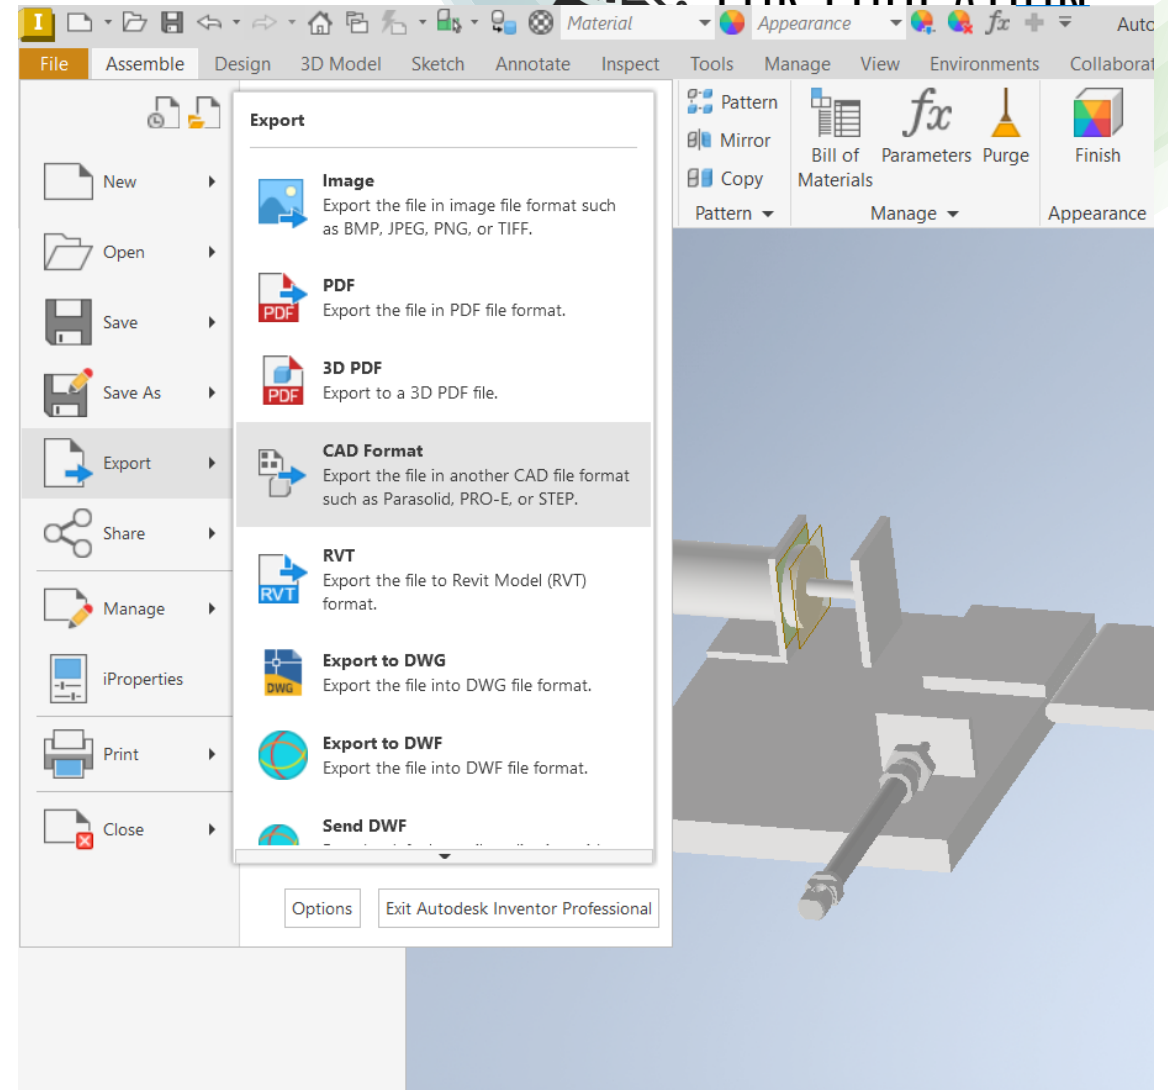 Material
Appearance
fx
Auto
File Assemble Design 3D Model Sketch Annotate Inspect Tools Manage View Environments Collaborat
New
Open
Save
Save As
Export
Share
Manage
iProperties
Print
Close
Export
Image
Export the file in image file format such
as BMP, JPEG, PNG, or TIFF.
PDF
PDF
Export the file in PDF file format.
PDF
3D PDF
Export to a 3D PDF file.
CAD Format
Export the file in another CAD file format
such as Parasolid, PRO-E, or STEP.
RVT
RVT
Export the file to Revit Model (RVT)
format.
DWG
Export to DWG
Export the file into DWG file format.
Export to DWF
Export the file into DWF file format.
Send DWF
Options
Exit Autodesk Inventor Professional
Pattern
Mirror
Copy
Pattern
Bill of
Materials
fx
Parameters
Purge
Manage
Finish
Appearance